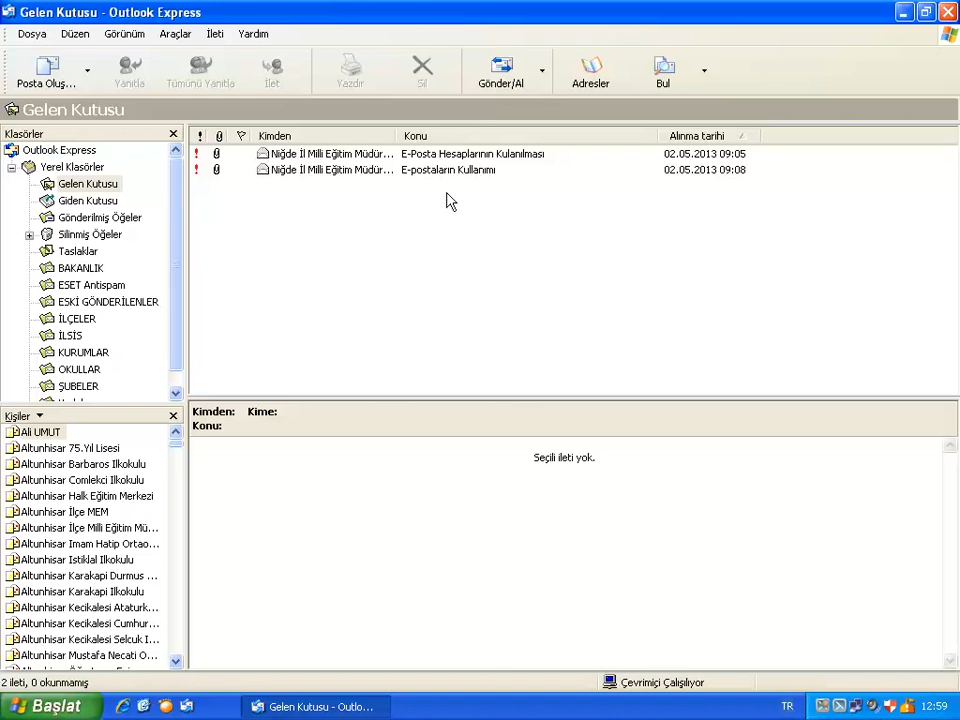 Gelen Kutusu - Outlook Express
Dosya Düzen Görünüm Araçlar İleti Yardım
Posta Oluş... Yanıtla Tümünü Yanıtla İlet Yazdır Sil Gönder/Al Adresler Bul
Gelen Kutusu
Klasörler
Outlook Express
Yerel Klasörler
Gelen Kutusu
Giden Kutusu
Gönderilmiş Öğeler
Silinmiş Öğeler
Taslaklar
BAKANLIK
ESET Antispam
ESKİ GÖNDERİLENLER
İLÇELER
İLSİS
KURUMLAR
OKULLAR
ŞUBELER
! Kimden Konu Alınma tarihi
! Niğde İl Milli Eğitim Müdür... E-Posta Hesaplarının Kulanılması 02.05.2013 09:05
! Niğde İl Milli Eğitim Müdür... E-postaların Kullanımı 02.05.2013 09:08
Kişiler
Ali UMUT
Altunhisar 75.Yıl Lisesi
Altunhisar Barbaros Ilkokulu
Altunhisar Comlekci Ilkokulu
Altunhisar Halk Eğitim Merkezi
Altunhisar İlçe MEM
Altunhisar İlçe Milli Eğitim Mü...
Altunhisar Imam Hatip Ortao...
Altunhisar Istiklal Ilkokulu
Altunhisar Karakapi Durmus ...
Altunhisar Karakapi Ilkokulu
Altunhisar Kecikalesi Ataturk...
Altunhisar Kecikalesi Cumhur...
Altunhisar Kecikalesi Selcuk I...
Altunhisar Mustafa Necati O...
Kimden: Kime:
Konu:
Seçili ileti yok.
2 ileti, 0 okunmamış
Çevrimiçi Çalışılıyor
Başlat
Gelen Kutusu - Outlo...
TR
12:59